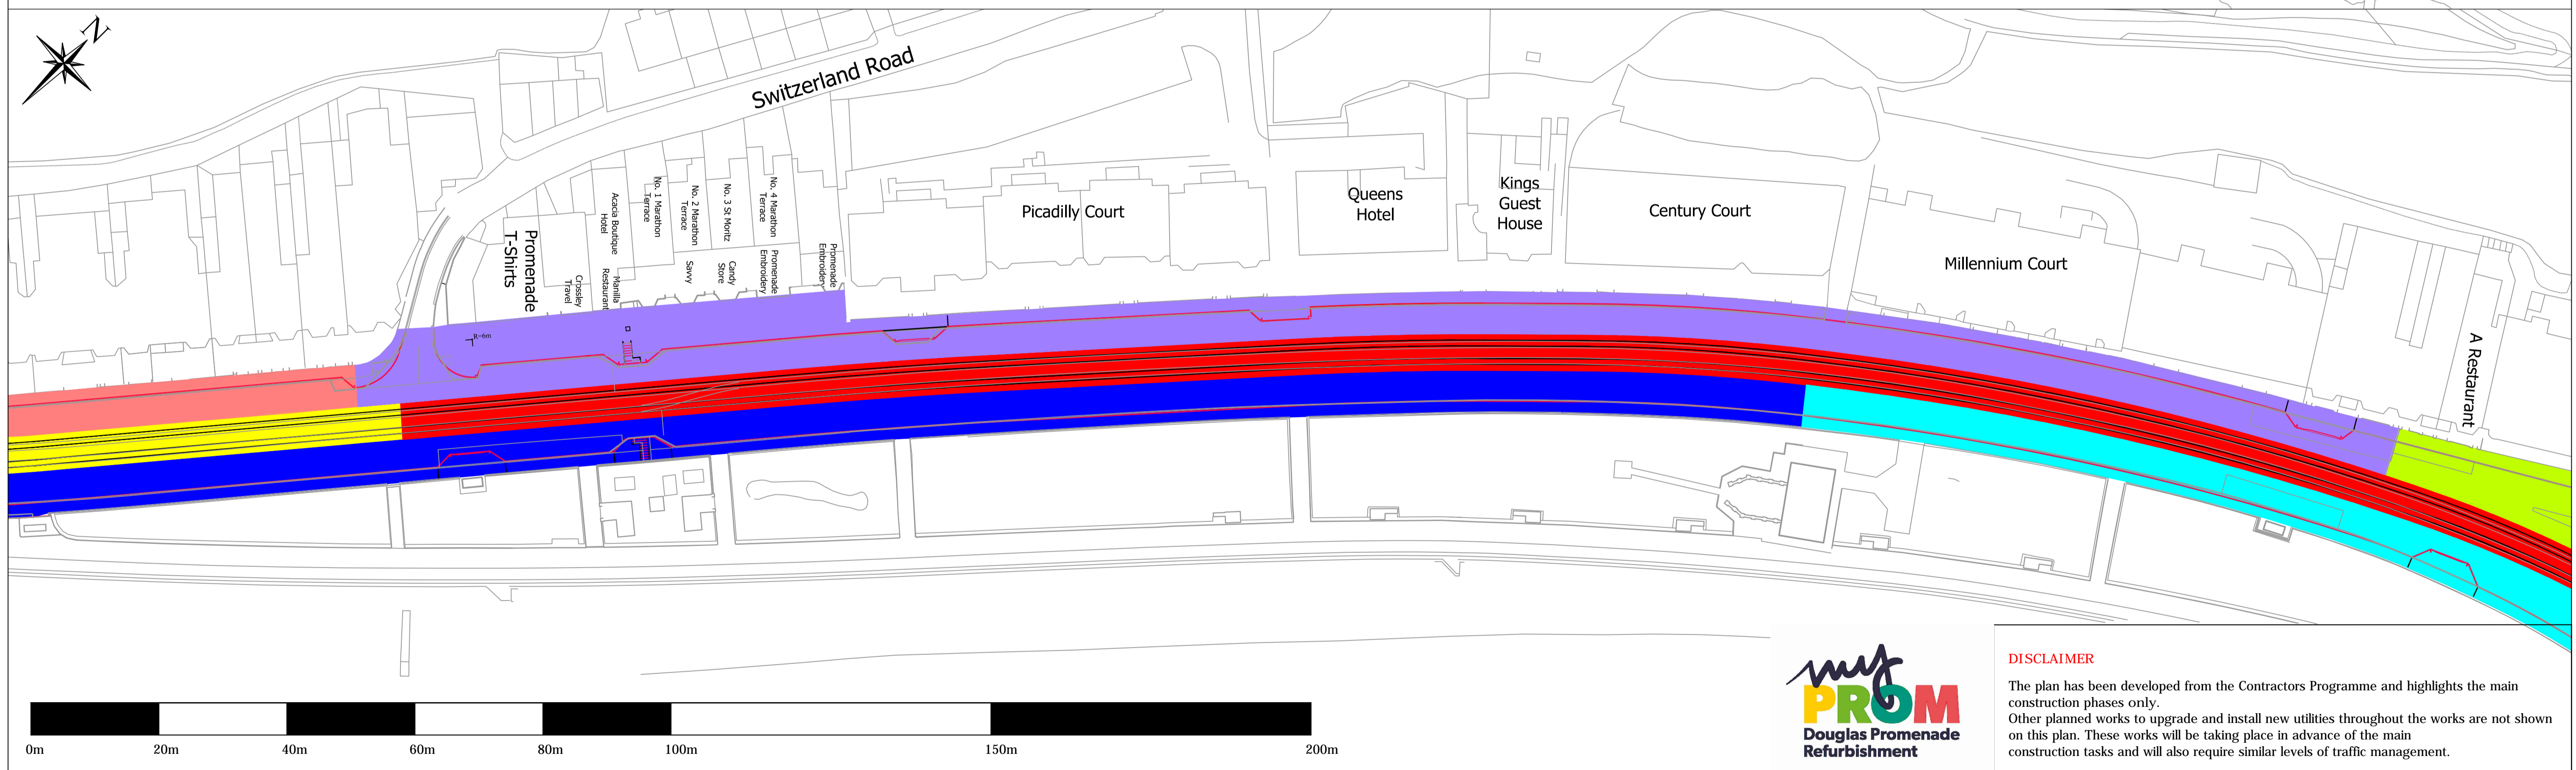 N
Switzerland Road
Promenade
T-Shirts
Crossley
Travel
Acacia Boutique
Hotel
Manilla
Restaurant
No. 1 Marathon
Terrace
No. 2 Marathon
Terrace
Savvy
No. 3 St Moritz
Candy
Store
No. 4 Marathon
Terrace
Promenade
Embroidery
Promenade
Embroidery
R=6m
Picadilly Court
Queens
Hotel
Kings
Guest
House
Century Court
Millennium Court
A Restaurant
0m 20m 40m 60m 80m 100m 150m 200m
my
PROM
Douglas Promenade
Refurbishment
DISCLAIMER
The plan has been developed from the Contractors Programme and highlights the main
construction phases only.
Other planned works to upgrade and install new utilities throughout the works are not shown
on this plan. These works will be taking place in advance of the main
construction tasks and will also require similar levels of traffic management.